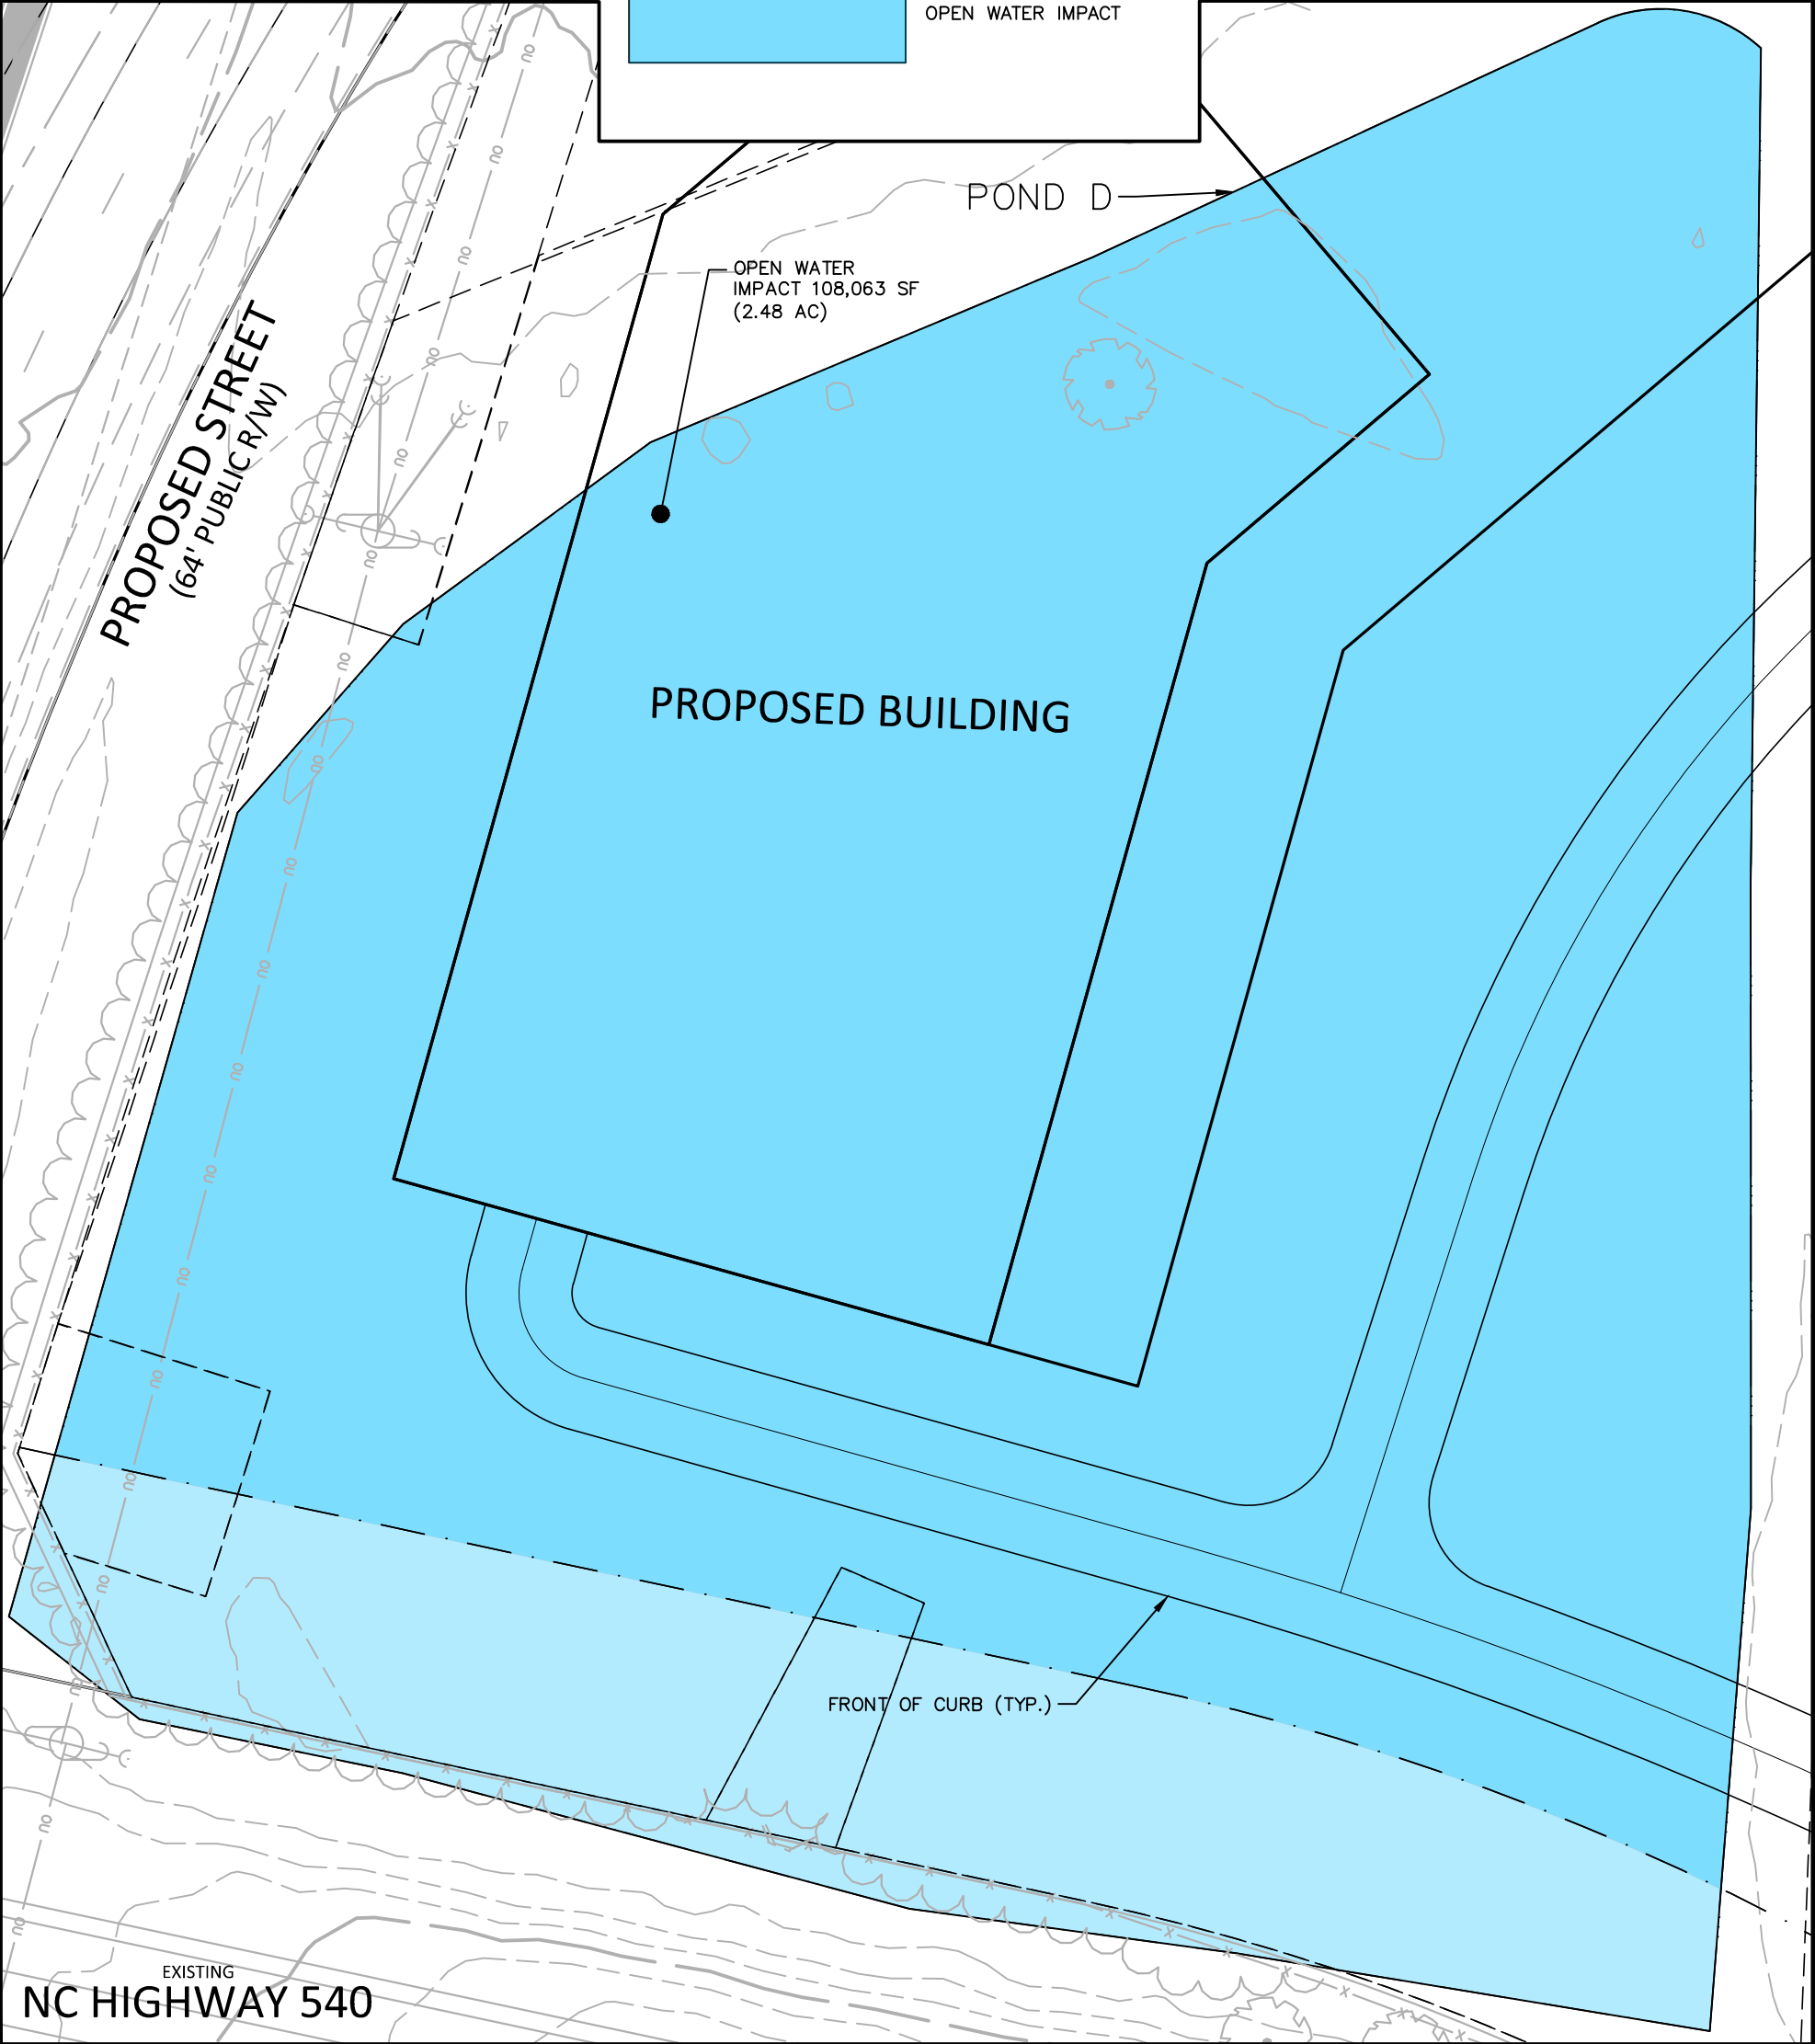 OPEN WATER IMPACT
POND D
OPEN WATER
IMPACT 108,063 SF
(2.48 AC)
PROPOSED STREET
(64' PUBLIC R/W)
PROPOSED BUILDING
FRONT OF CURB (TYP.)
EXISTING
NC HIGHWAY 540